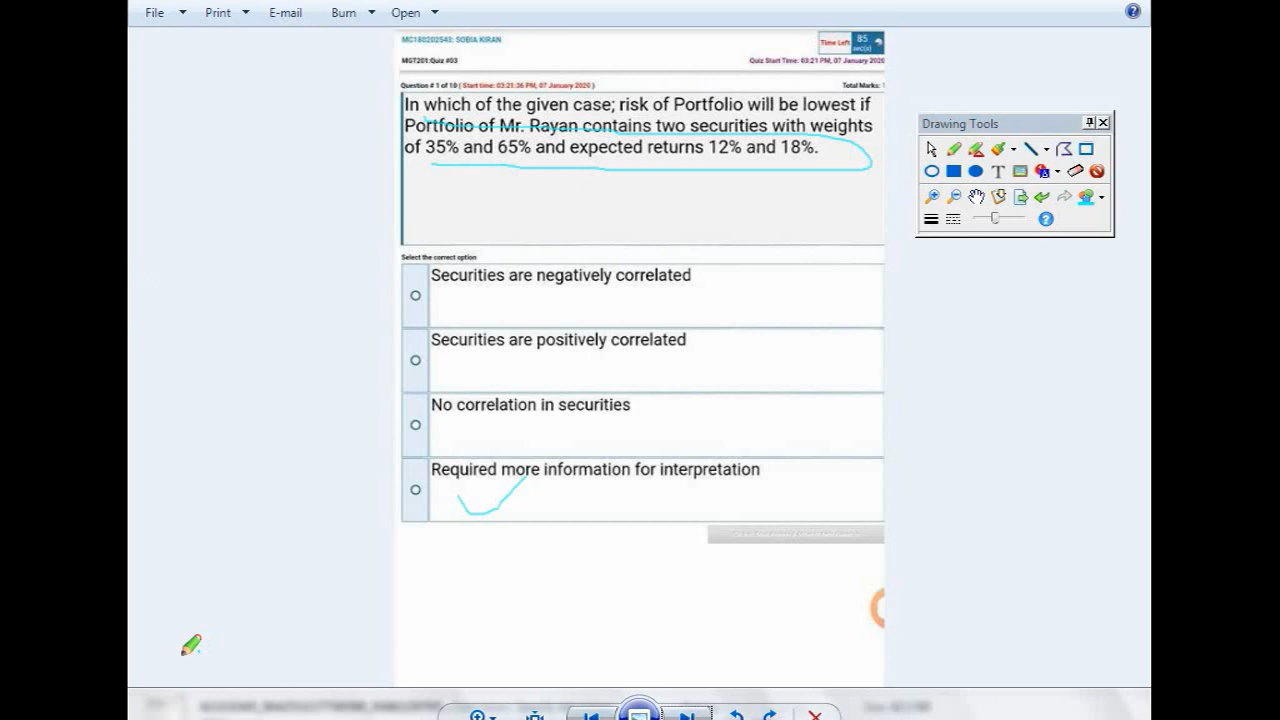 File Print E-mail Burn Open
MC180202543: SOBIA KIRAN
Time Left 85 sec(s)
MGT201:Quiz #03
Quiz Start Time: 03:21 PM, 07 January 2020
Question # 1 of 10 ( Start time: 03:21:36 PM, 07 January 2020 )
Total Marks: 1
In which of the given case; risk of Portfolio will be lowest if
Portfolio of Mr. Rayan contains two securities with weights
of 35% and 65% and expected returns 12% and 18%.
Drawing Tools
Select the correct option
Securities are negatively correlated
Securities are positively correlated
No correlation in securities
Required more information for interpretation